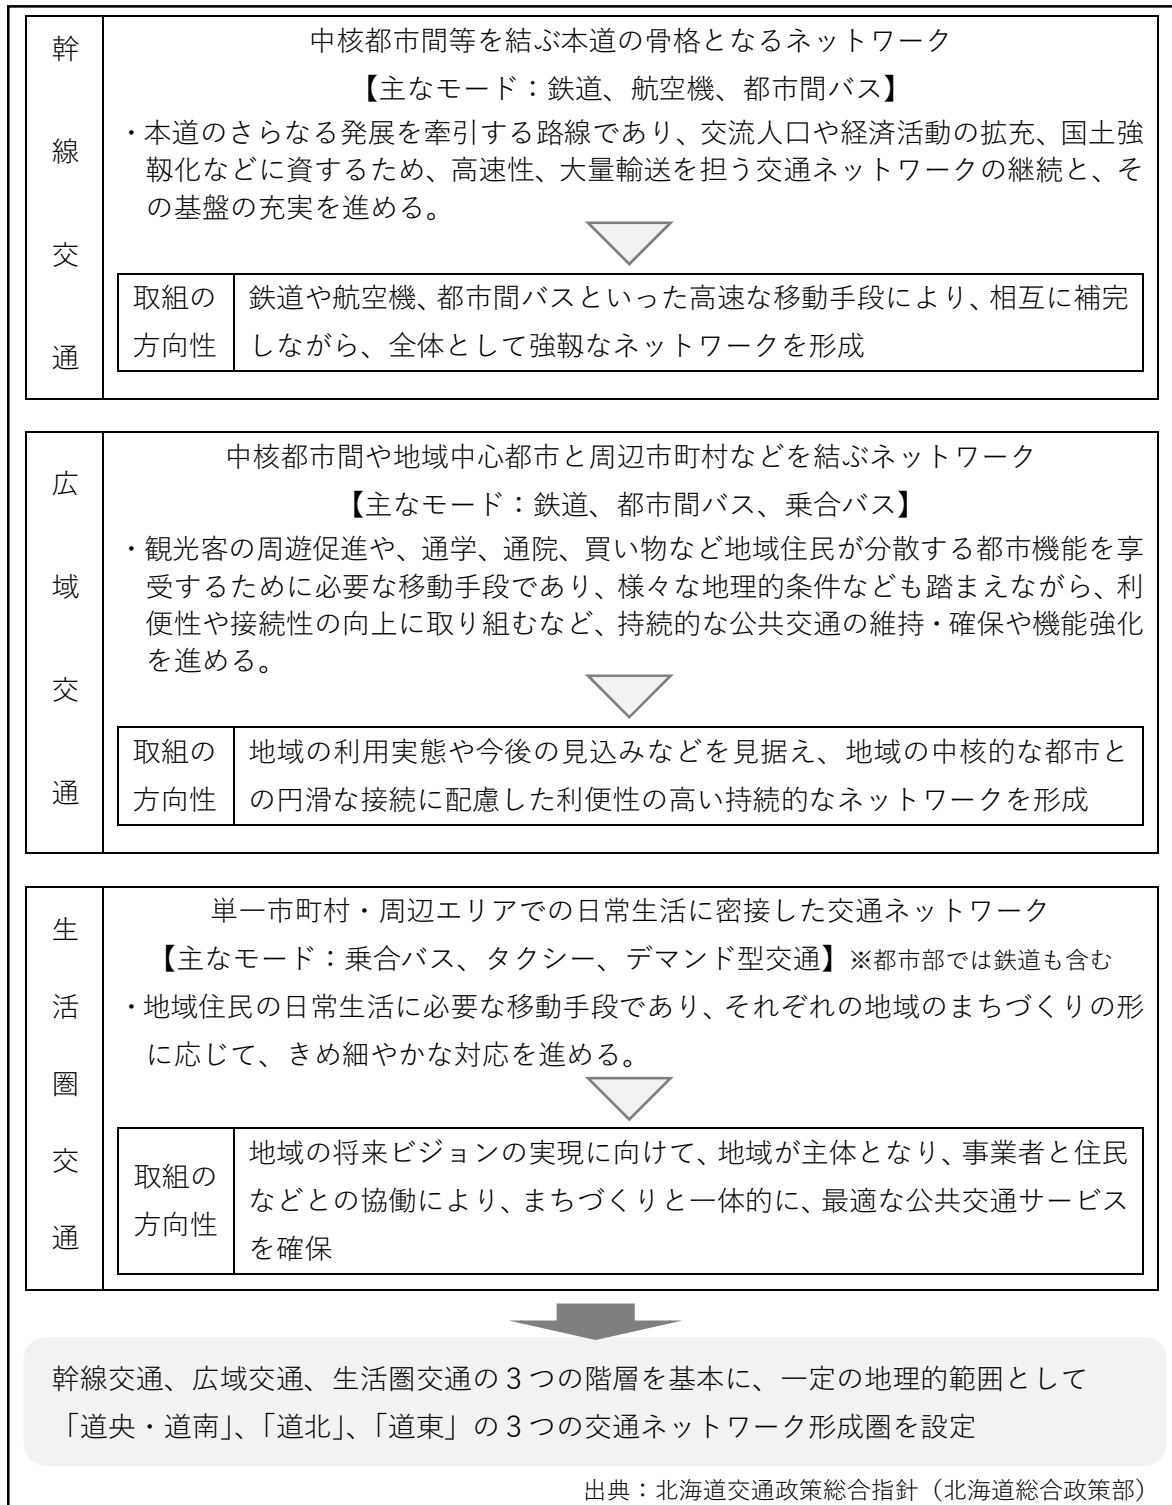 幹線交通
中核都市間等を結ぶ本道の骨格となるネットワーク
【主なモード：鉄道、航空機、都市間バス】
・本道のさらなる発展を牽引する路線であり、交流人口や経済活動の拡充、国土強
靱化などに資するため、高速性、大量輸送を担う交通ネットワークの継続と、そ
の基盤の充実を進める。
取組の
方向性
鉄道や航空機、都市間バスといった高速な移動手段により、相互に補完
しながら、全体として強靱なネットワークを形成
広域交通
中核都市間や地域中心都市と周辺市町村などを結ぶネットワーク
【主なモード：鉄道、都市間バス、乗合バス】
・観光客の周遊促進や、通学、通院、買い物など地域住民が分散する都市機能を享
受するために必要な移動手段であり、様々な地理的条件なども踏まえながら、利
便性や接続性の向上に取り組むなど、持続的な公共交通の維持・確保や機能強化
を進める。
取組の
方向性
地域の利用実態や今後の見込みなどを見据え、地域の中核的な都市と
の円滑な接続に配慮した利便性の高い持続的なネットワークを形成
生活圏交通
単一市町村・周辺エリアでの日常生活に密接した交通ネットワーク
【主なモード：乗合バス、タクシー、デマンド型交通】※都市部では鉄道も含む
・地域住民の日常生活に必要な移動手段であり、それぞれの地域のまちづくりの形
に応じて、きめ細やかな対応を進める。
取組の
方向性
地域の将来ビジョンの実現に向けて、地域が主体となり、事業者と住民
などとの協働により、まちづくりと一体的に、最適な公共交通サービス
を確保
幹線交通、広域交通、生活圏交通の３つの階層を基本に、一定の地理的範囲として
「道央・道南」、「道北」、「道東」の３つの交通ネットワーク形成圏を設定
出典：北海道交通政策総合指針（北海道総合政策部）